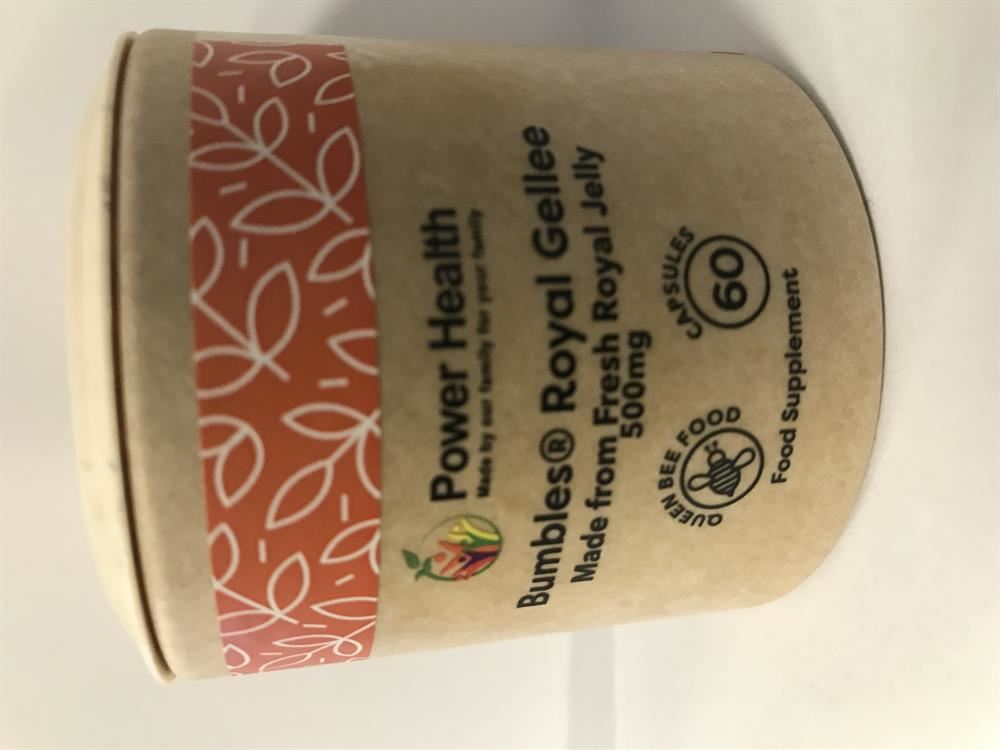 Power Health
Made by our family for your family
Bumbles® Royal Gellee
Made from Fresh Royal Jelly
500mg
QUEEN BEE FOOD
CAPSULES
60
Food Supplement